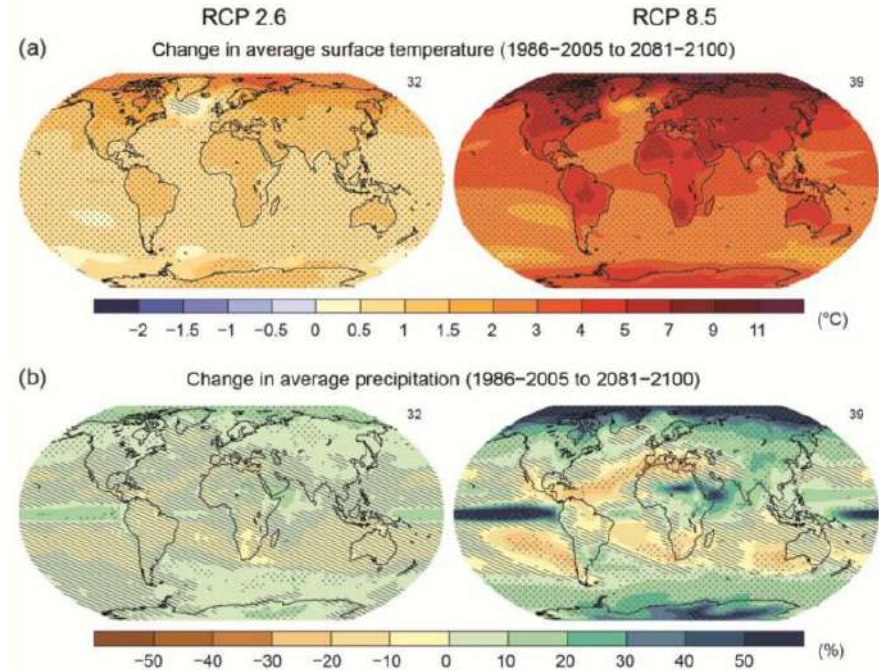 RCP 2.6 RCP 8.5
(a) Change in average surface temperature (1986−2005 to 2081−2100)
32 39
−2 −1.5 −1 −0.5 0 0.5 1 1.5 2 3 4 5 7 9 11 (°C)
(b) Change in average precipitation (1986−2005 to 2081−2100)
32 39
−50 −40 −30 −20 −10 0 10 20 30 40 50 (%)